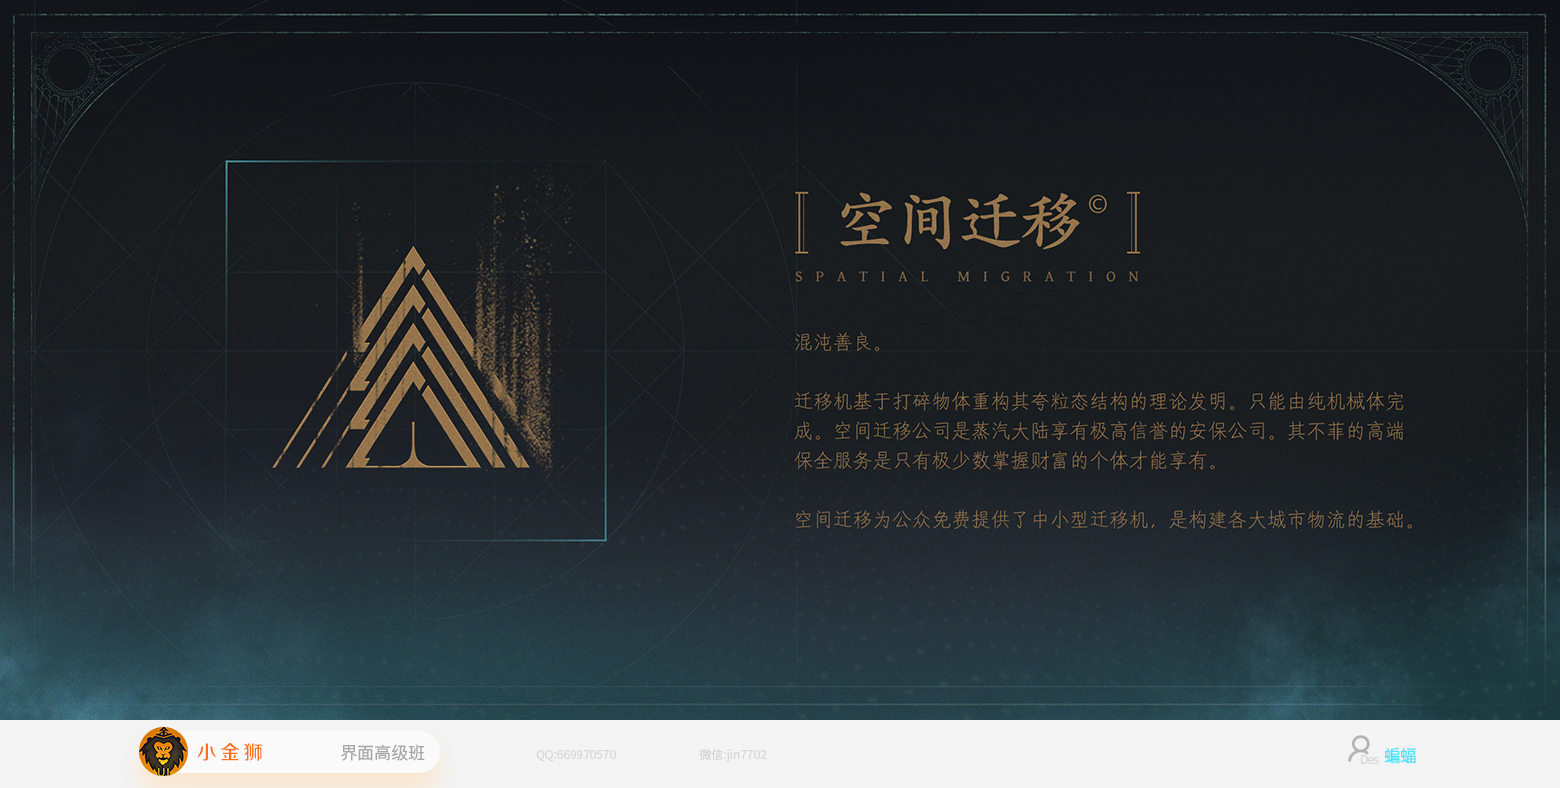 空间迁移©
SPATIAL MIGRATION
混沌善良。
迁移机基于打碎物体重构其夸粒态结构的理论发明。只能由纯机械体完
成。空间迁移公司是蒸汽大陆享有极高信誉的安保公司。其不菲的高端
保全服务是只有极少数掌握财富的个体才能享有。
空间迁移为公众免费提供了中小型迁移机，是构建各大城市物流的基础。
小金狮
界面高级班
QQ:669970570
微信:jin7702
Des
蝙蝠